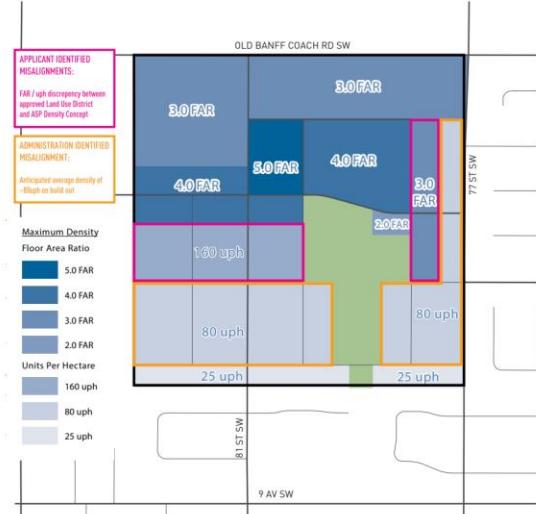 OLD BANFF COACH RD SW
APPLICANT IDENTIFIED
MISALIGNMENTS:
FAR / uph discrepancy between
approved Land Use District
and ASP Density Concept
ADMINISTRATION IDENTIFIED
MISALIGNMENT:
Anticipated average density of
~80uph on build out
3.0 FAR
3.0 FAR
5.0 FAR
4.0 FAR
4.0 FAR
3.0
FAR
77 ST SW
2.0 FAR
160 uph
80 uph
80 uph
25 uph
25 uph
Maximum Density
Floor Area Ratio
5.0 FAR
4.0 FAR
3.0 FAR
2.0 FAR
Units Per Hectare
160 uph
80 uph
25 uph
81 ST SW
9 AV SW